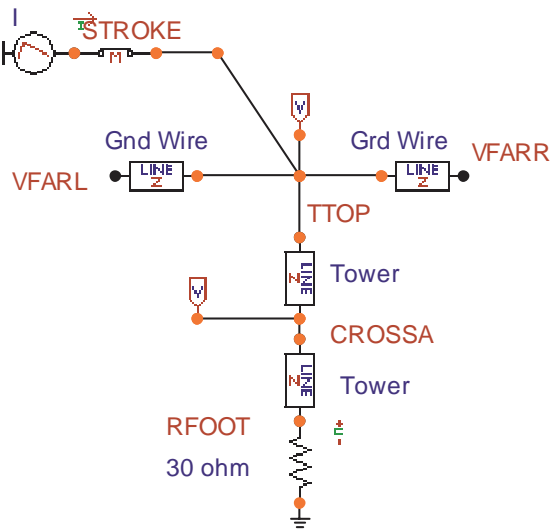 I
I
STROKE
M
V
Gnd Wire
Grd Wire
LINE
Z
LINE
Z
VFARL
VFARR
TTOP
LINE
Z
Tower
V
CROSSA
LINE
Z
Tower
RFOOT
30 ohm
-U+